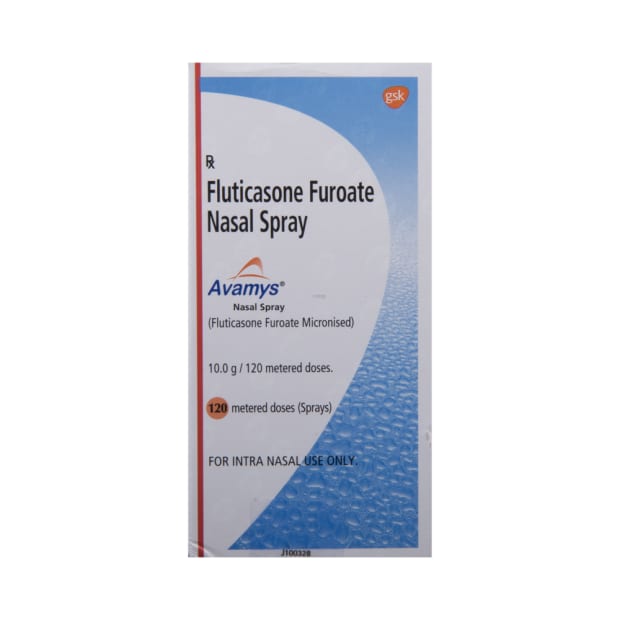 gsk
Rx
Fluticasone Furoate
Nasal Spray
Avamys®
Nasal Spray
(Fluticasone Furoate Micronised)
10.0 g / 120 metered doses.
120 metered doses (Sprays)
FOR INTRA NASAL USE ONLY.
J100328